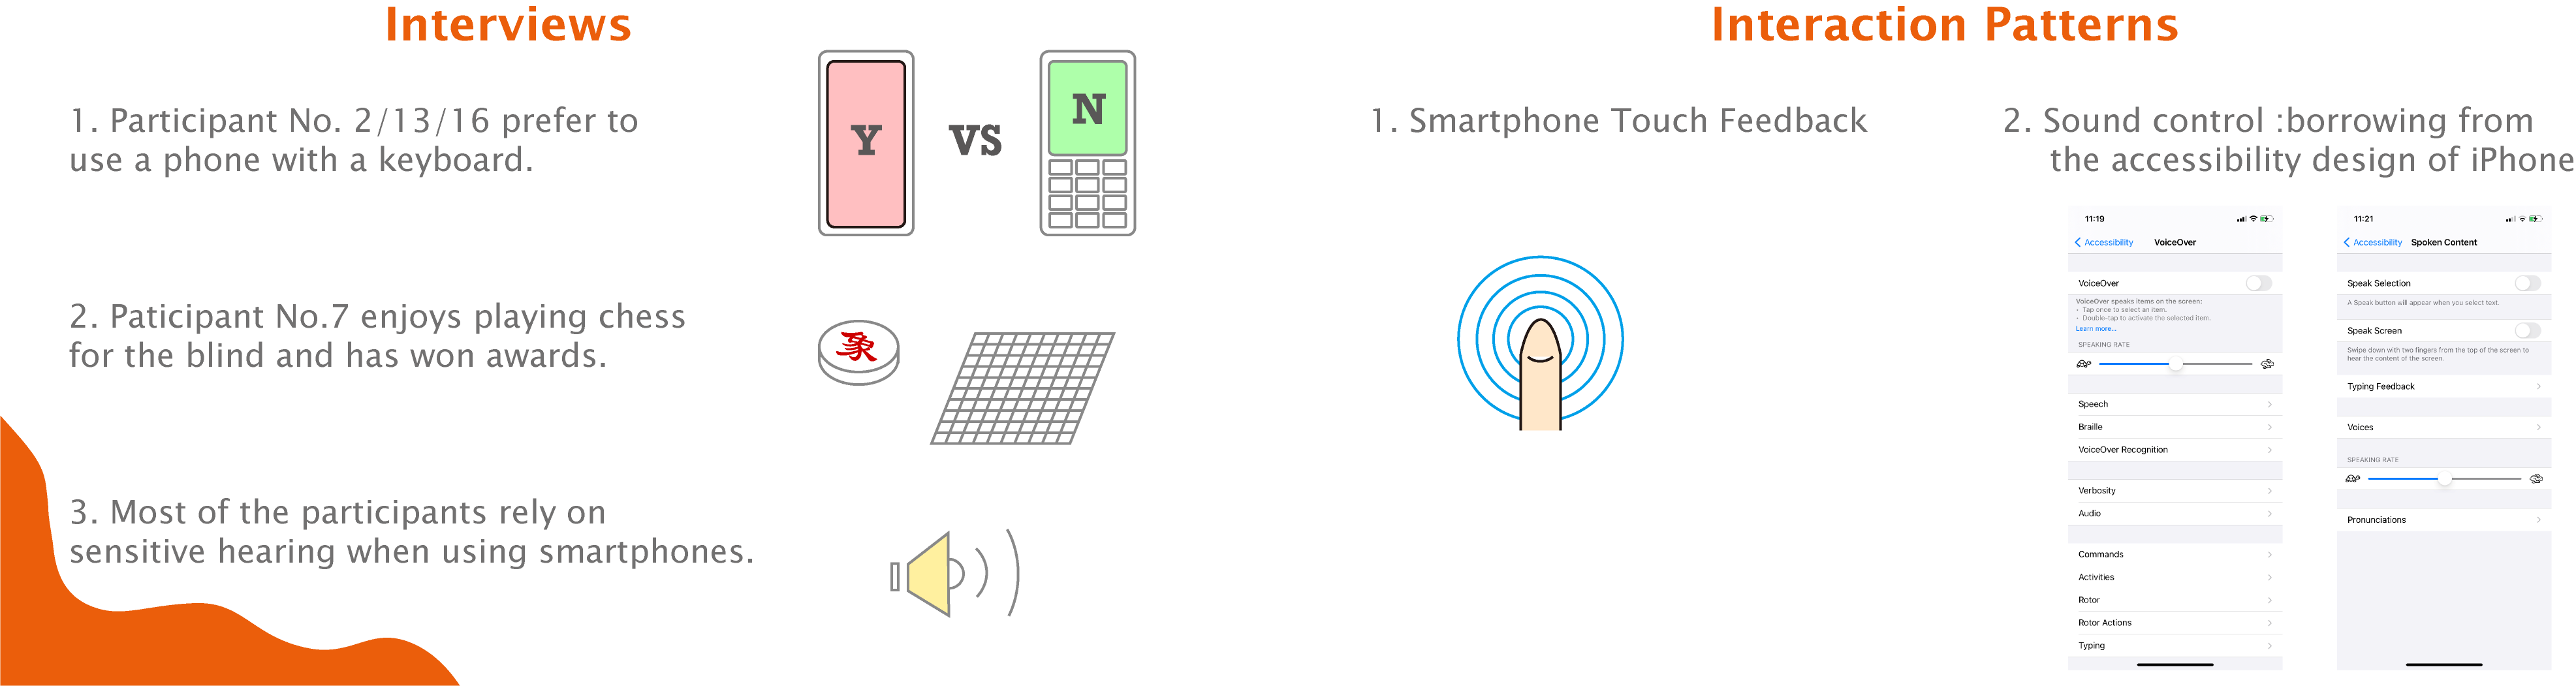 Interviews
1. Participant No. 2/13/16 prefer to
use a phone with a keyboard.
Y
VS
N
2. Paticipant No.7 enjoys playing chess
for the blind and has won awards.
象
3. Most of the participants rely on
sensitive hearing when using smartphones.
Interaction Patterns
1. Smartphone Touch Feedback
2. Sound control :borrowing from
the accessibility design of iPhone
11:19
Accessibility
VoiceOver
VoiceOver
VoiceOver speaks items on the screen:
· Tap once to select an item.
· Double-tap to activate the selected item.
Learn more...
SPEAKING RATE
Speech
Braille
VoiceOver Recognition
Verbosity
Audio
Commands
Activities
Rotor
Rotor Actions
Typing
11:21
Accessibility
Spoken Content
Speak Selection
A Speak button will appear when you select text.
Speak Screen
Swipe down with two fingers from the top of the screen to
hear the content of the screen.
Typing Feedback
Voices
SPEAKING RATE
Pronunciations